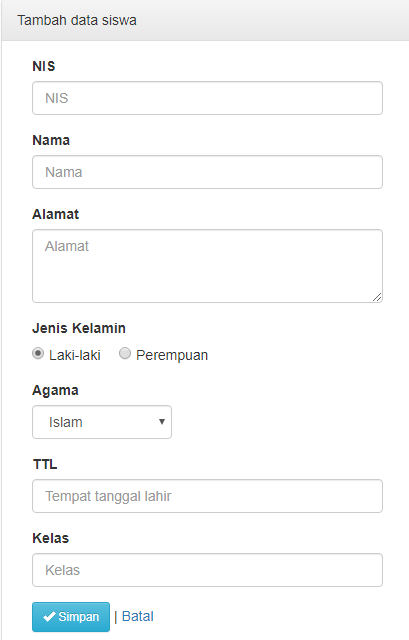 Tambah data siswa
NIS
NIS
Nama
Nama
Alamat
Alamat
Jenis Kelamin
Laki-laki Perempuan
Agama
Islam
TTL
Tempat tanggal lahir
Kelas
Kelas
Simpan | Batal